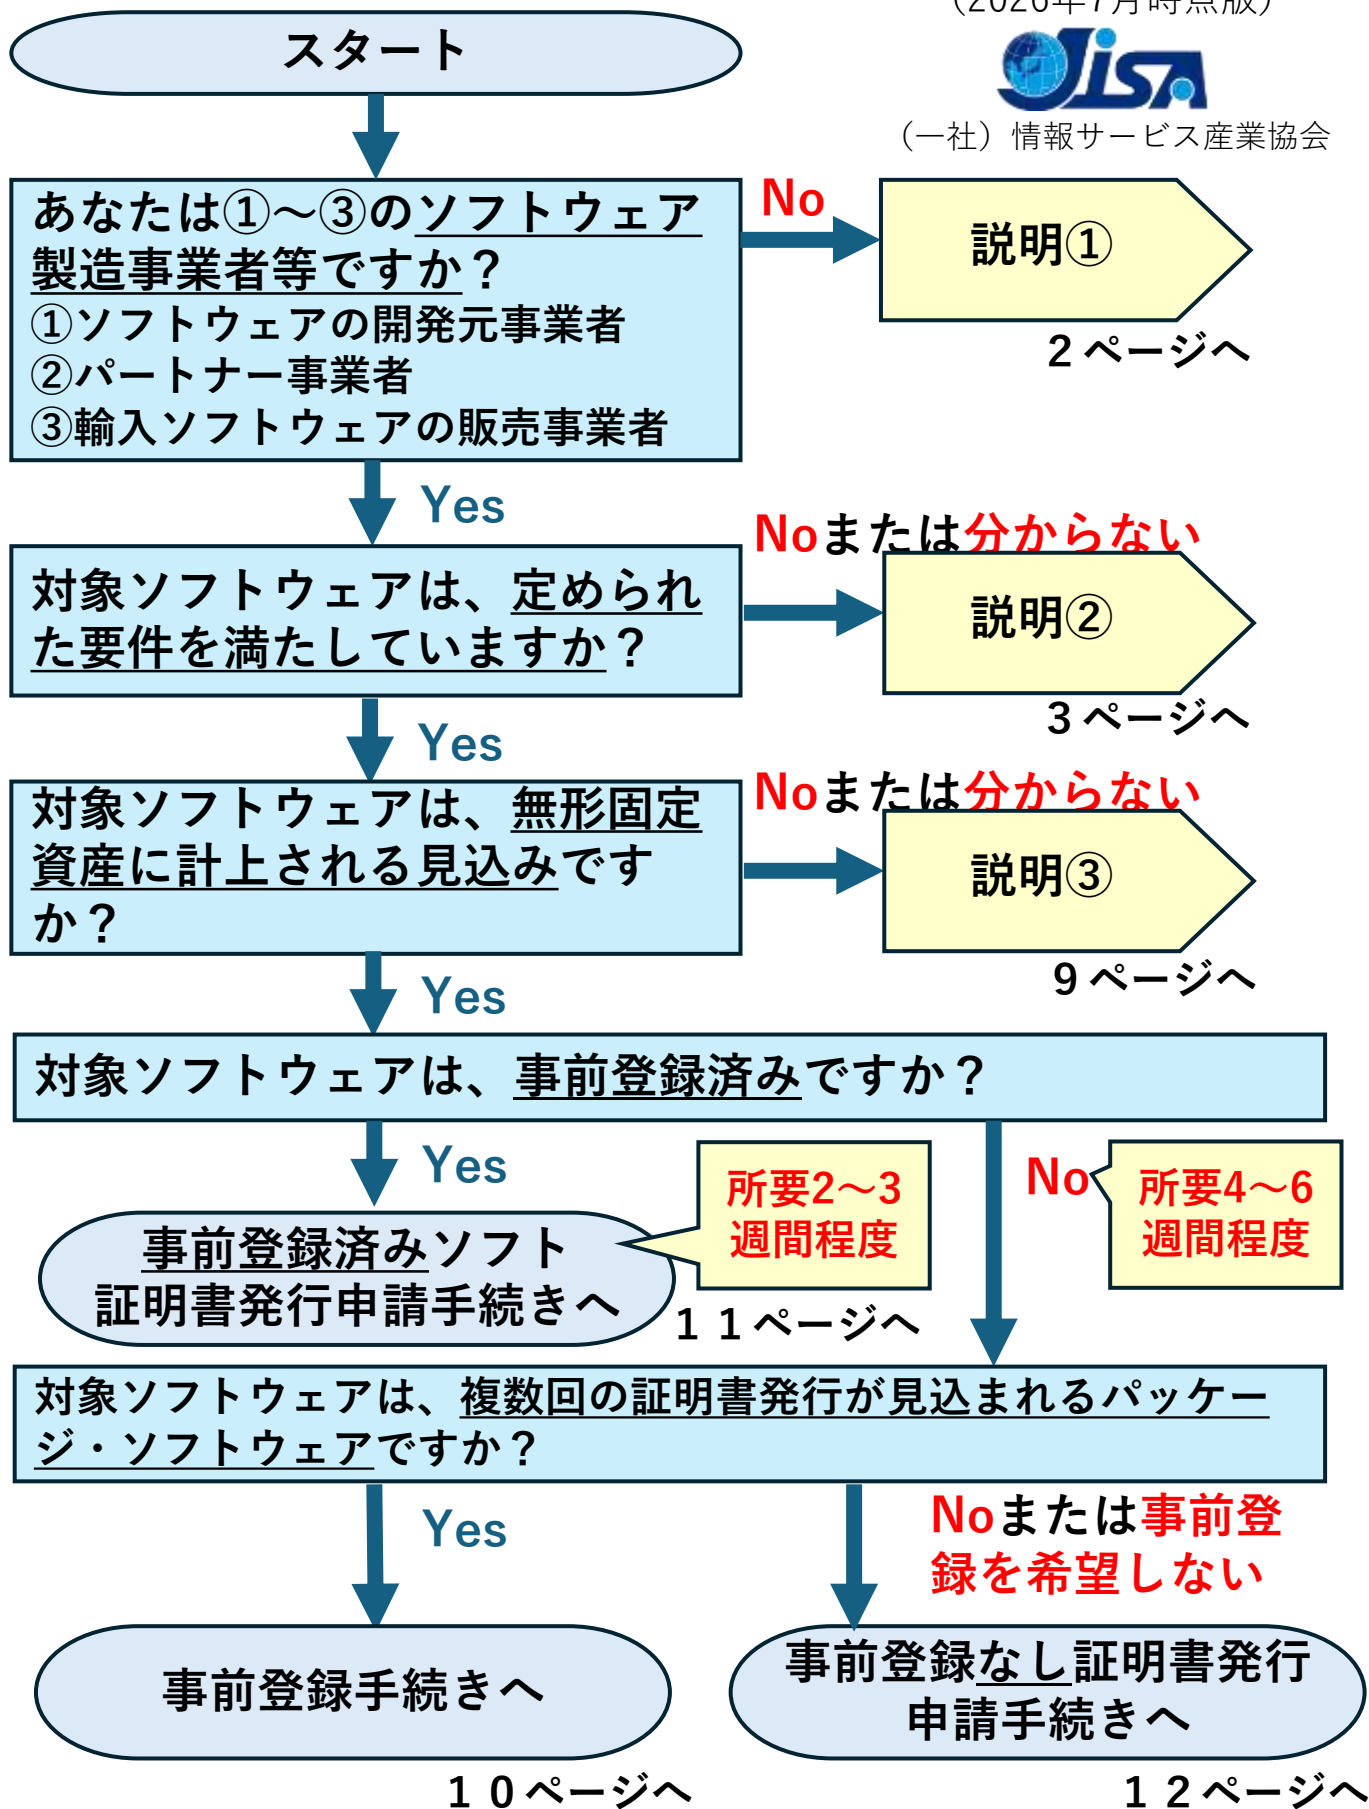 （2026年7月時点版）
スタート
JISA
（一社）情報サービス産業協会
あなたは①～③のソフトウェア
製造事業者等ですか？
①ソフトウェアの開発元事業者
②パートナー事業者
③輸入ソフトウェアの販売事業者
No
説明①
２ページへ
Yes
Noまたは分からない
対象ソフトウェアは、定められ
た要件を満たしていますか？
説明②
３ページへ
Yes
Noまたは分からない
対象ソフトウェアは、無形固定
資産に計上される見込みです
か？
説明③
９ページへ
Yes
対象ソフトウェアは、事前登録済みですか？
Yes
所要2～3
週間程度
No
所要4～6
週間程度
事前登録済みソフト
証明書発行申請手続きへ
１１ページへ
対象ソフトウェアは、複数回の証明書発行が見込まれるパッケー
ジ・ソフトウェアですか？
Yes
Noまたは事前登
録を希望しない
事前登録手続きへ
１０ページへ
事前登録なし証明書発行
申請手続きへ
１２ページへ